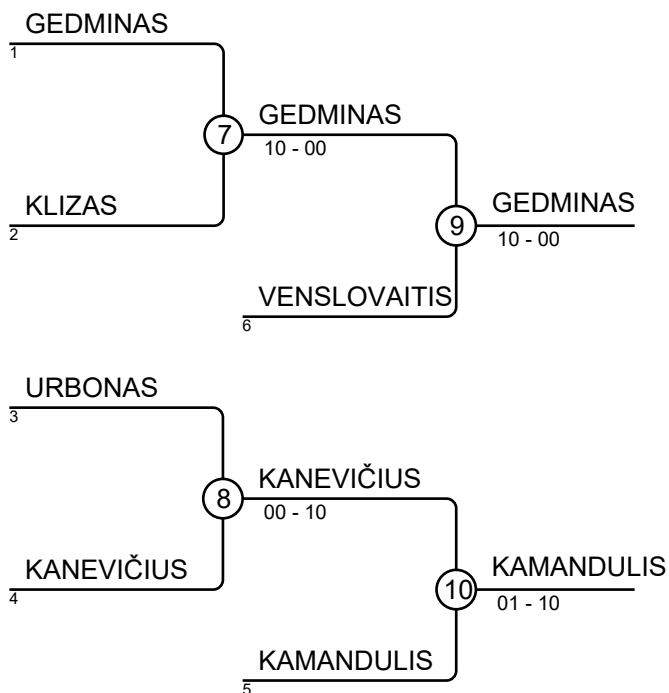 GEDMINAS
1
7
GEDMINAS
10 - 00
KLIZAS
2
9
GEDMINAS
10 - 00
VENSLOVAITIS
6
URBONAS
3
8
KANEVIČIUS
00 - 10
KANEVIČIUS
4
10
KAMANDULIS
01 - 10
KAMANDULIS
5